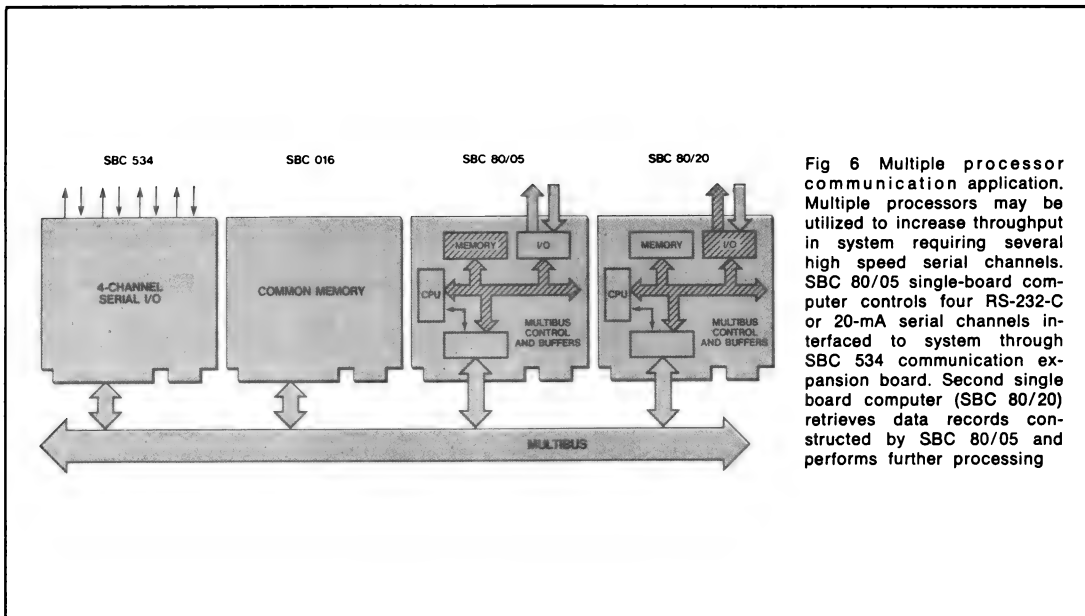 SBC 534
SBC 016
SBC 80/05
SBC 80/20
4-CHANNEL
SERIAL I/O
COMMON MEMORY
MEMORY
I/O
CPU
MULTIBUS
CONTROL
AND BUFFERS
MEMORY
I/O
CPU
MULTIBUS
CONTROL
AND BUFFERS
MULTIBUS
Fig 6 Multiple processor
communication application.
Multiple processors may be
utilized to increase throughput
in system requiring several
high speed serial channels.
SBC 80/05 single-board com-
puter controls four RS-232-C
or 20-mA serial channels in-
terfaced to system through
SBC 534 communication ex-
pansion board. Second single
board computer (SBC 80/20)
retrieves data records con-
structed by SBC 80/05 and
performs further processing